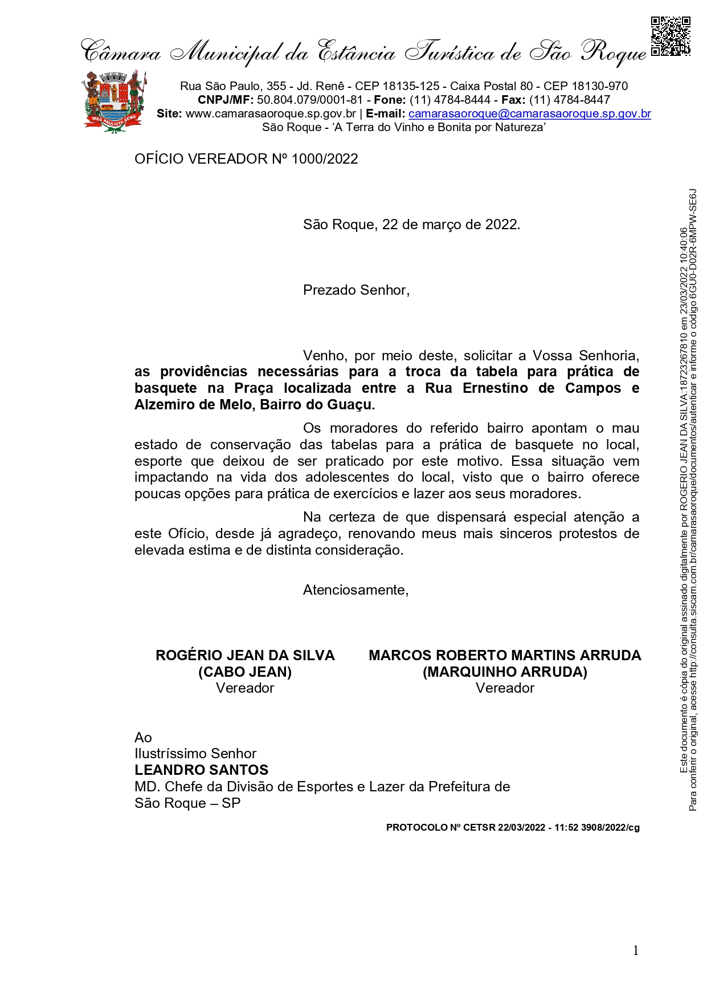 Câmara Municipal da Estância Turística de São Roque
Rua São Paulo, 355 - Jd. Renê - CEP 18135-125 - Caixa Postal 80 - CEP 18130-970
CNPJ/MF: 50.804.079/0001-81 - Fone: (11) 4784-8444 - Fax: (11) 4784-8447
Site: www.camarasaoroque.sp.gov.br | E-mail: camarasaoroque@camarasaoroque.sp.gov.br
São Roque - ‘A Terra do Vinho e Bonita por Natureza’
MEA PAULISTA GENS
OFÍCIO VEREADOR Nº 1000/2022
São Roque, 22 de março de 2022.
Prezado Senhor,
Venho, por meio deste, solicitar a Vossa Senhoria,
as providências necessárias para a troca da tabela para prática de
basquete na Praça localizada entre a Rua Ernestino de Campos e
Alzemiro de Melo, Bairro do Guaçu.
Os moradores do referido bairro apontam o mau
estado de conservação das tabelas para a prática de basquete no local,
esporte que deixou de ser praticado por este motivo. Essa situação vem
impactando na vida dos adolescentes do local, visto que o bairro oferece
poucas opções para prática de exercícios e lazer aos seus moradores.
Na certeza de que dispensará especial atenção a
este Ofício, desde já agradeço, renovando meus mais sinceros protestos de
elevada estima e de distinta consideração.
Atenciosamente,
ROGÉRIO JEAN DA SILVA
(CABO JEAN)
Vereador
MARCOS ROBERTO MARTINS ARRUDA
(MARQUINHO ARRUDA)
Vereador
Ao
Ilustríssimo Senhor
LEANDRO SANTOS
MD. Chefe da Divisão de Esportes e Lazer da Prefeitura de
São Roque – SP
PROTOCOLO Nº CETSR 22/03/2022 - 11:52 3908/2022/cg
1
Este documento é cópia do original assinado digitalmente por ROGERIO JEAN DA SILVA:18723267810 em 23/03/2022 10:40:06
Para conferir o original, acesse http://consulta.siscam.com.br/camarasaoroque/documentos/autenticar e informe o código 6GU0-D02R-6MPW-SE6J